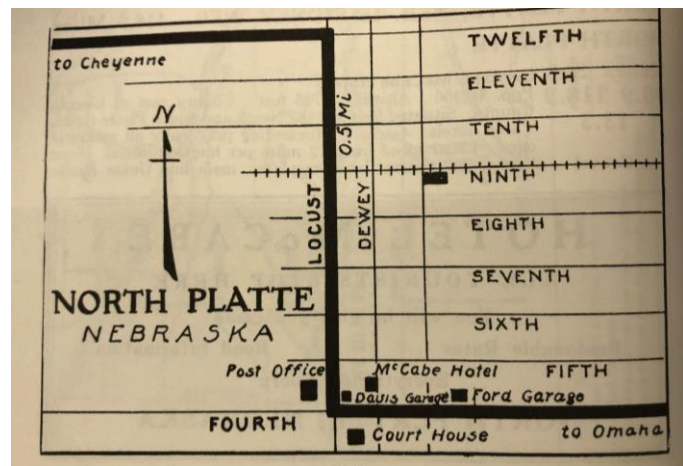 TWELFTH
to Cheyenne
ELEVENTH
N
0.5 Mi
TENTH
NINTH
LOCUST
DEWEY
EIGHTH
SEVENTH
NORTH PLATTE
NEBRASKA
SIXTH
Post Office
McCabe Hotel
FIFTH
Davis Garage
Ford Garage
FOURTH
Court House
to Omaha